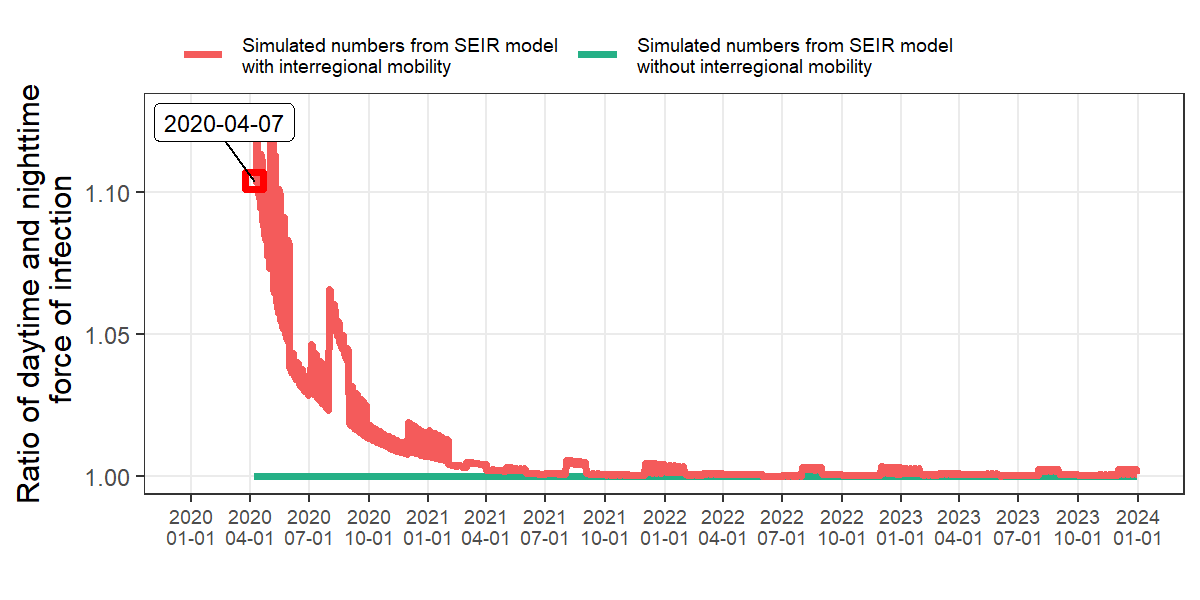 Simulated numbers from SEIR model
with interregional mobility
Simulated numbers from SEIR model
without interregional mobility
Ratio of daytime and nighttime
force of infection
2020-04-07
1.10
1.05
1.00
2020 2020 2020 2020 2021 2021 2021 2021 2022 2022 2022 2022 2023 2023 2023 2023 2024
01-01 04-01 07-01 10-01 01-01 04-01 07-01 10-01 01-01 04-01 07-01 10-01 01-01 04-01 07-01 10-01 01-01